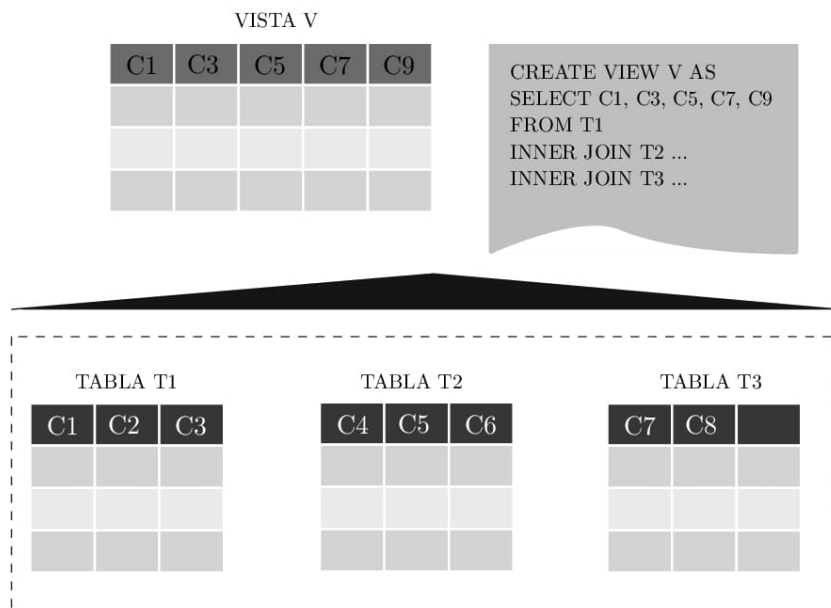 VISTA V
C1 C3 C5 C7 C9
CREATE VIEW V AS
SELECT C1, C3, C5, C7, C9
FROM T1
INNER JOIN T2 ...
INNER JOIN T3 ...
TABLA T1
C1 C2 C3
TABLA T2
C4 C5 C6
TABLA T3
C7 C8